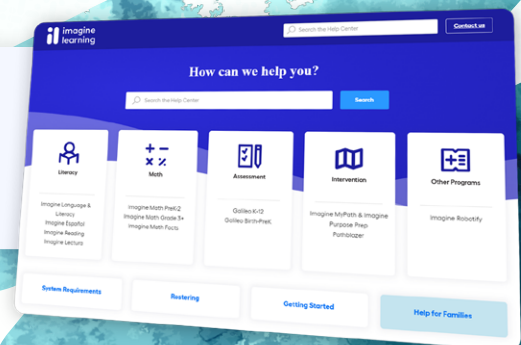 imagine
learning
Search the Help Center
Contact us
How can we help you?
Search the Help Center
Search
Literacy
Imagine Language &
Literacy
Imagine Español
Imagine Reading
Imagine Lectura
Math
Imagine Math PreK-2
Imagine Math Grade 3+
Imagine Math Facts
Assessment
Galileo K-12
Galileo Birth-PreK
Intervention
Imagine MyPath & Imagine
Purpose Prep
Pathblazer
Other Programs
Imagine Robotify
System Requirements
Rostering
Getting Started
Help for Families